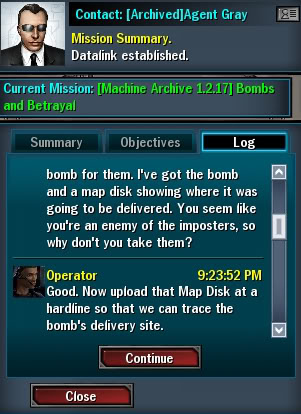 Contact: [Archived]Agent Gray
Mission Summary.
Datalink established.
Current Mission: [Machine Archive 1.2.17] Bombs
and Betrayal
Summary
Objectives
Log
bomb for them. I've got the bomb
and a map disk showing where it was
going to be delivered. You seem like
you're an enemy of the imposters, so
why don't you take them?
Operator 9:23:52 PM
Good. Now upload that Map Disk at a
hardline so that we can trace the
bomb's delivery site.
Continue
Close